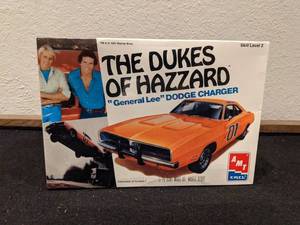 Skill Level 2
THE DUKES
OF HAZZARD
"General Lee" DODGE CHARGER
01
AMT
ERTL